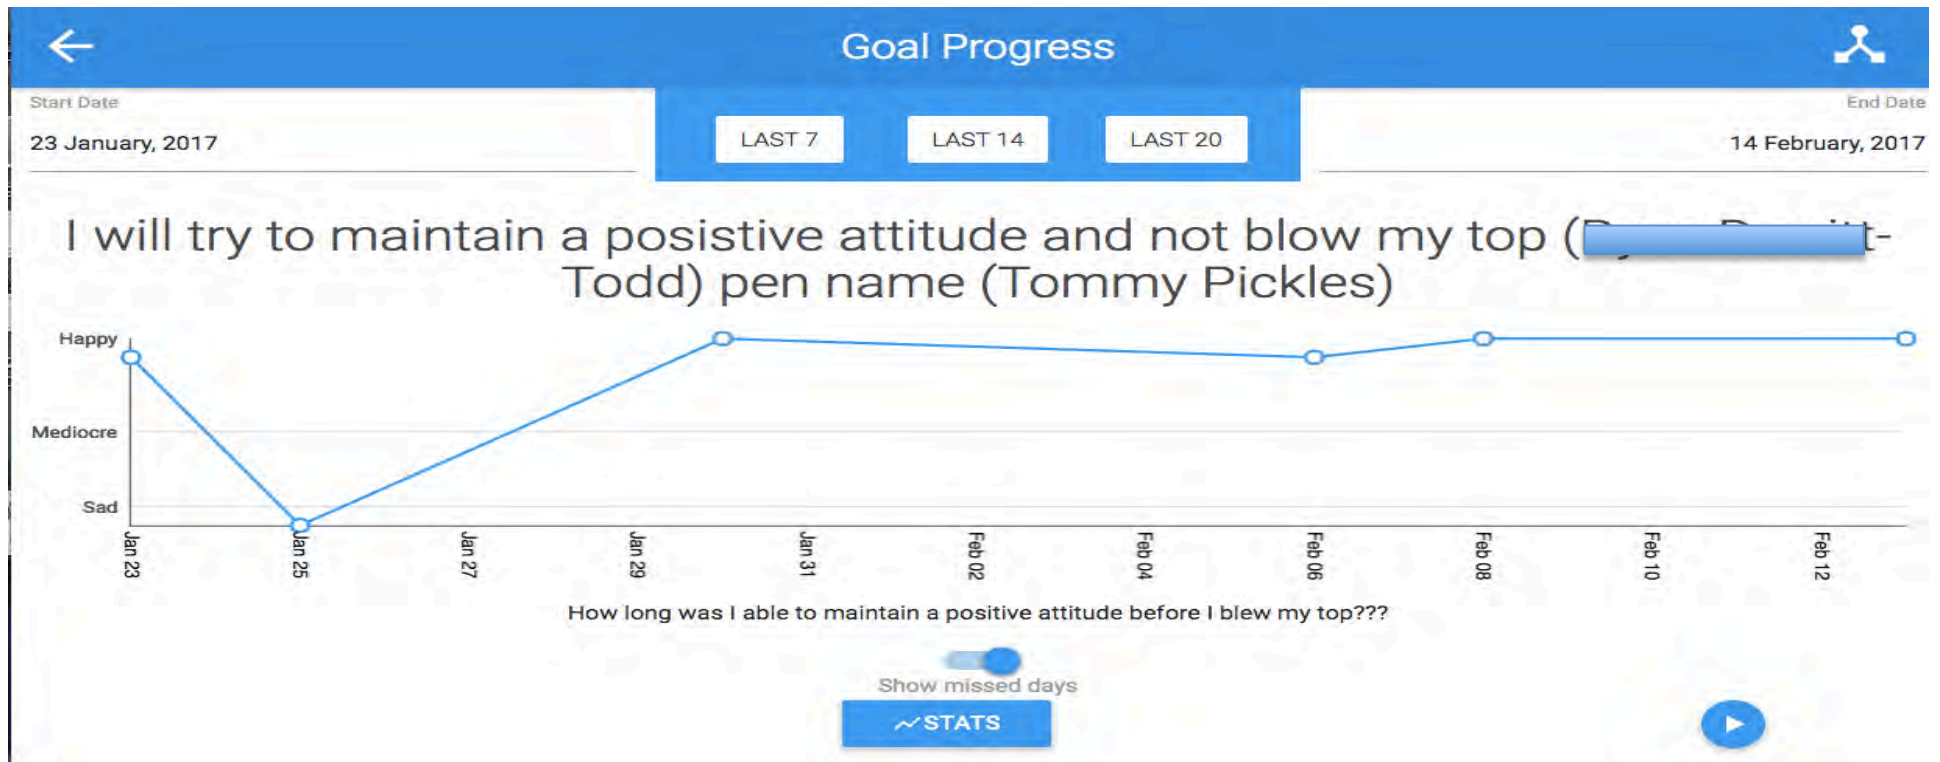 Goal Progress
Start Date
End Date
23 January, 2017
LAST 7
LAST 14
LAST 20
14 February, 2017
I will try to maintain a posistive attitude and not blow my top (
Todd) pen name (Tommy Pickles)
Happy
Mediocre
Sad
Jan 23
Jan 25
Jan 27
Jan 29
Jan 31
Feb 02
Feb 04
Feb 06
Feb 08
Feb 10
Feb 12
How long was I able to maintain a positive attitude before I blew my top???
Show missed days
STATS